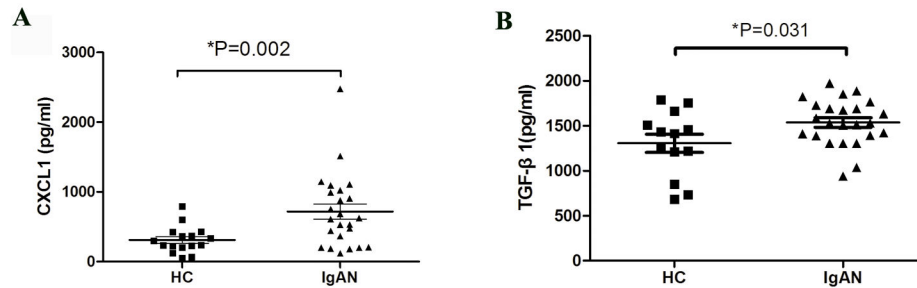 A
*P=0.002
3000
2000
1000
0
CXCL1 (pg/ml)
HC
IgAN
B
*P=0.031
2500
2000
1500
1000
500
0
TGF-β 1(pg/ml)
HC
IgAN